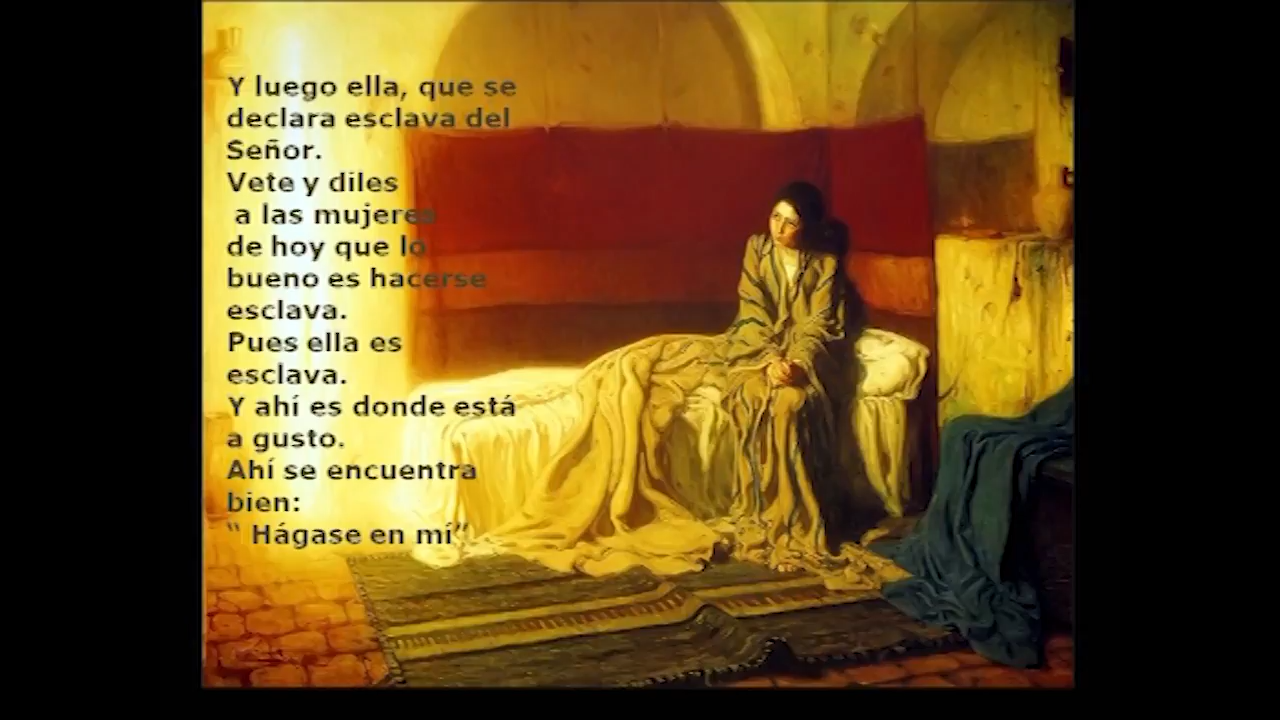 Y luego ella, que se
declara esclava del
Señor.
Vete y diles
a las mujeres
de hoy que lo
bueno es hacerse
esclava.
Pues ella es
esclava.
Y ahí es donde está
a gusto.
Ahí se encuentra
bien:
“ Hágase en mí”